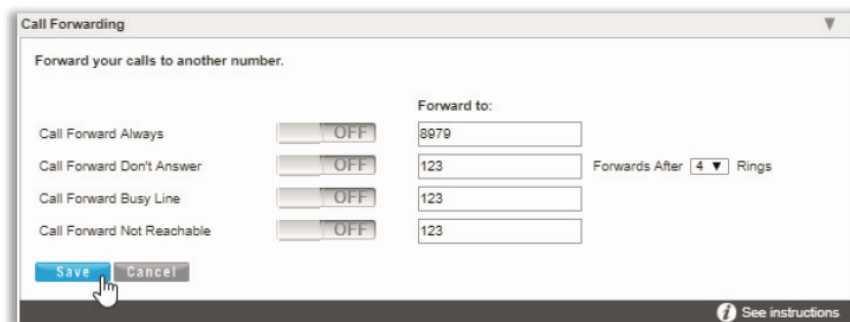 Call Forwarding
Forward your calls to another number.
Forward to:
Call Forward Always OFF 8979
Call Forward Don't Answer OFF 123 Forwards After 4 Rings
Call Forward Busy Line OFF 123
Call Forward Not Reachable OFF 123
Save Cancel
i See instructions